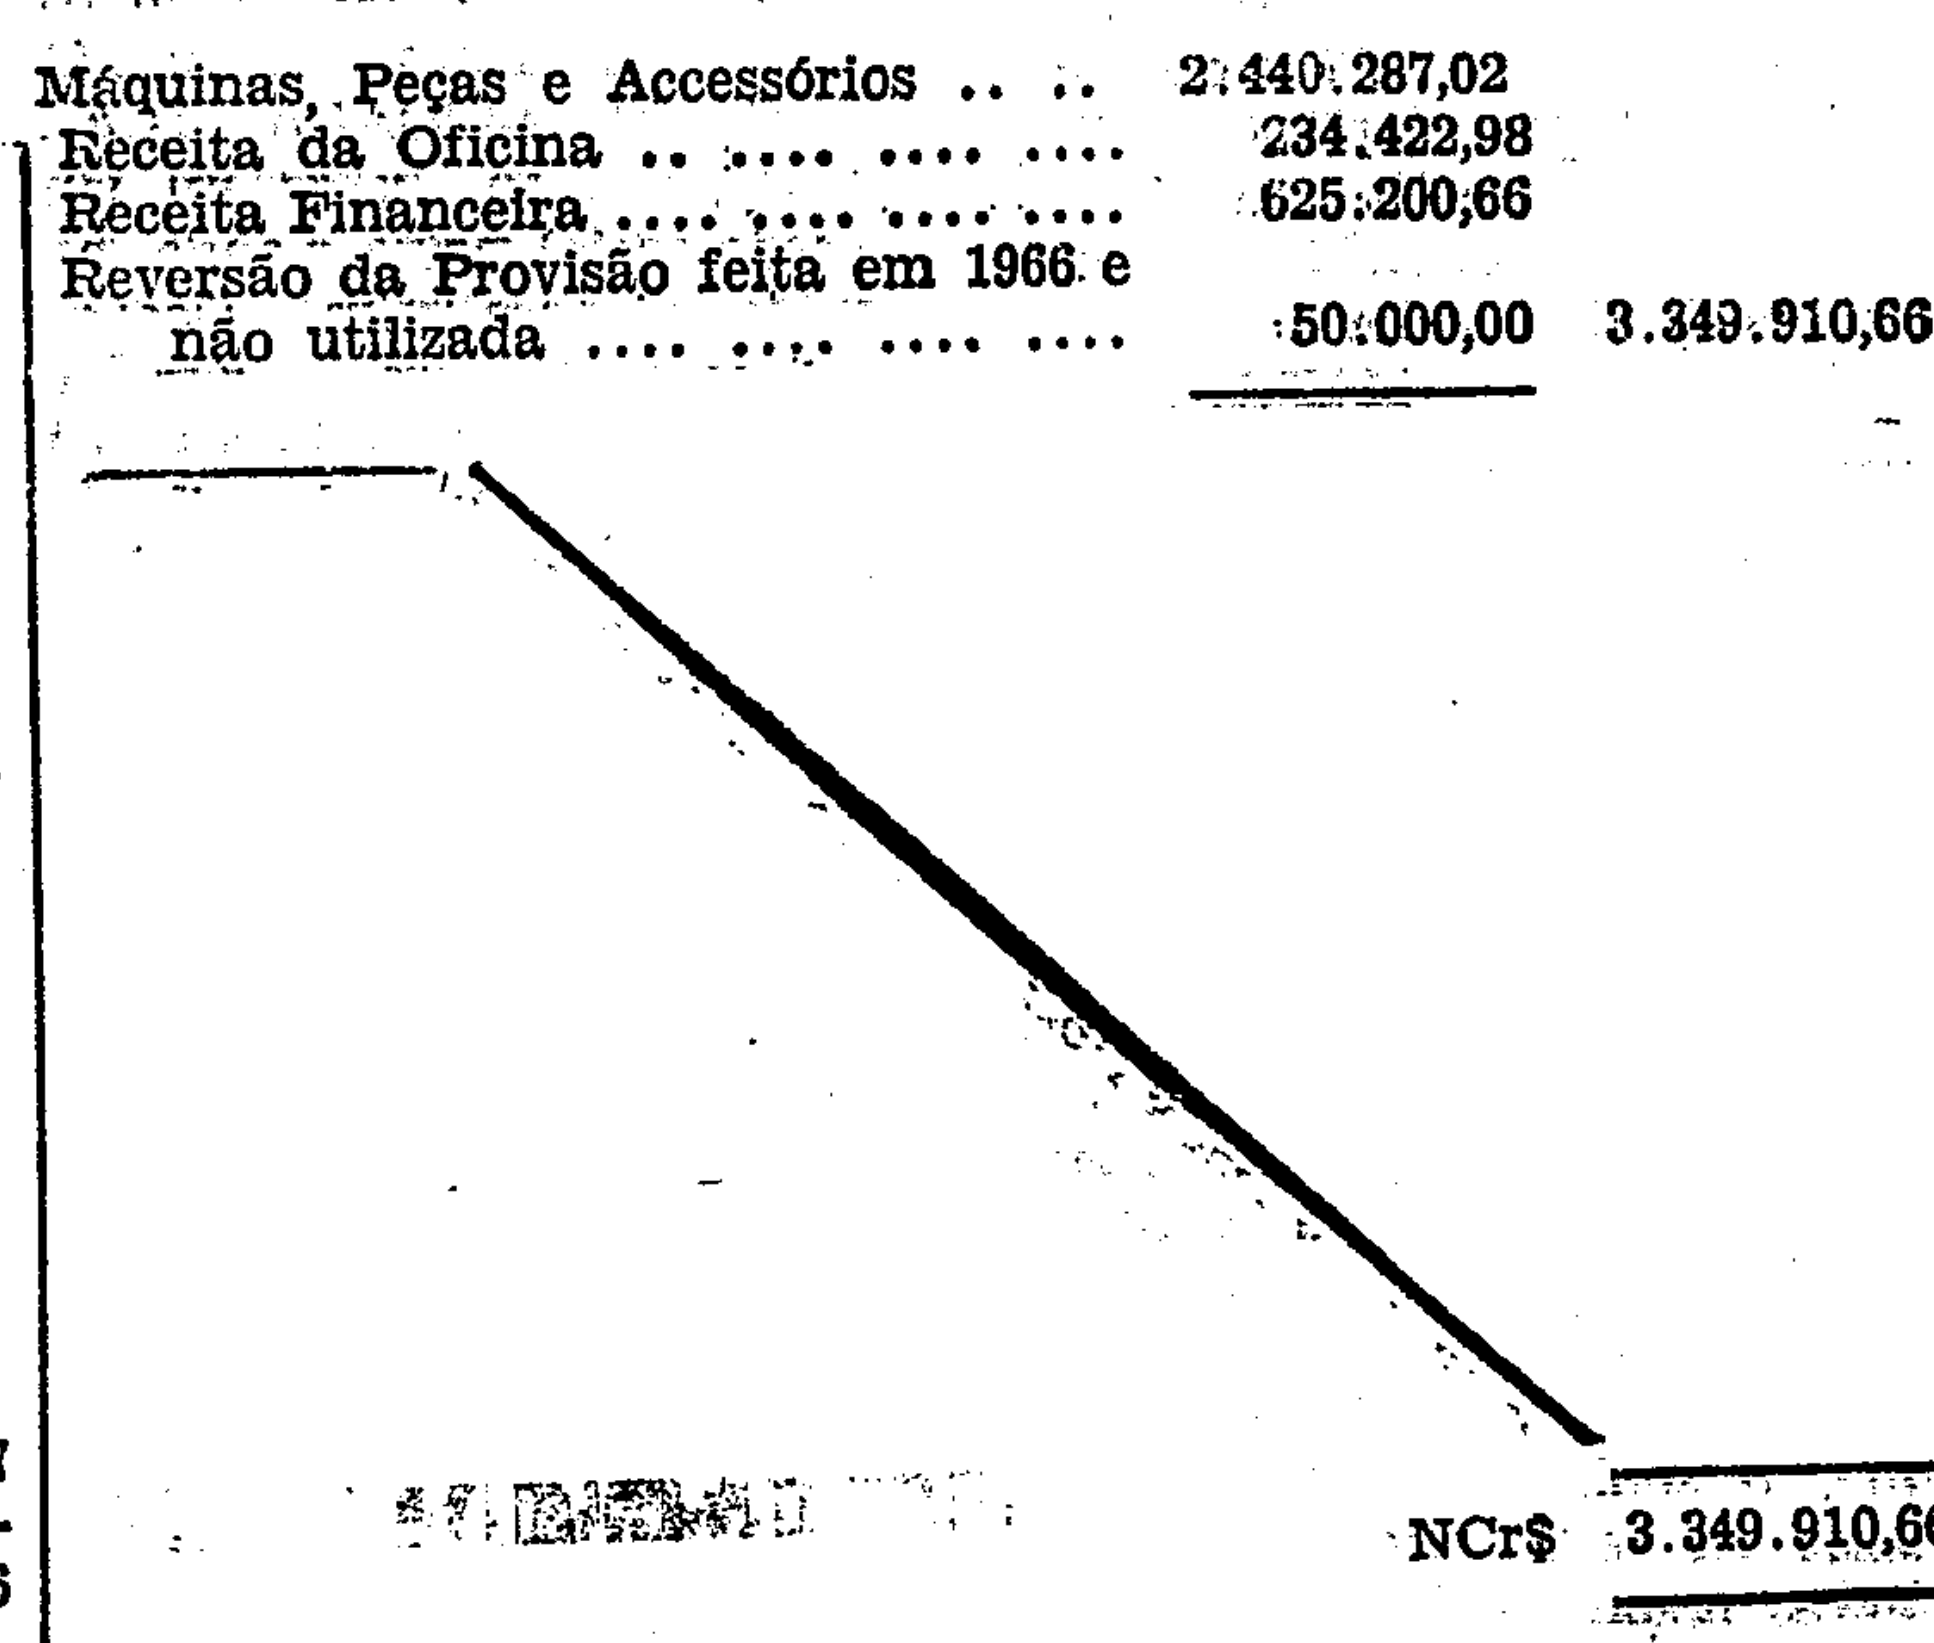 Máquinas, Peças e Accessórios .. .. 2.440.287,02
Receita da Oficina .. .... .... .... 234.422,98
Receita Financeira .... .... .... .... 625.200,66
Reversão da Provisão feita em 1966 e
não utilizada .... .... .... .... 50.000,00 3.349.910,66
NCr$ 3.349.910,66